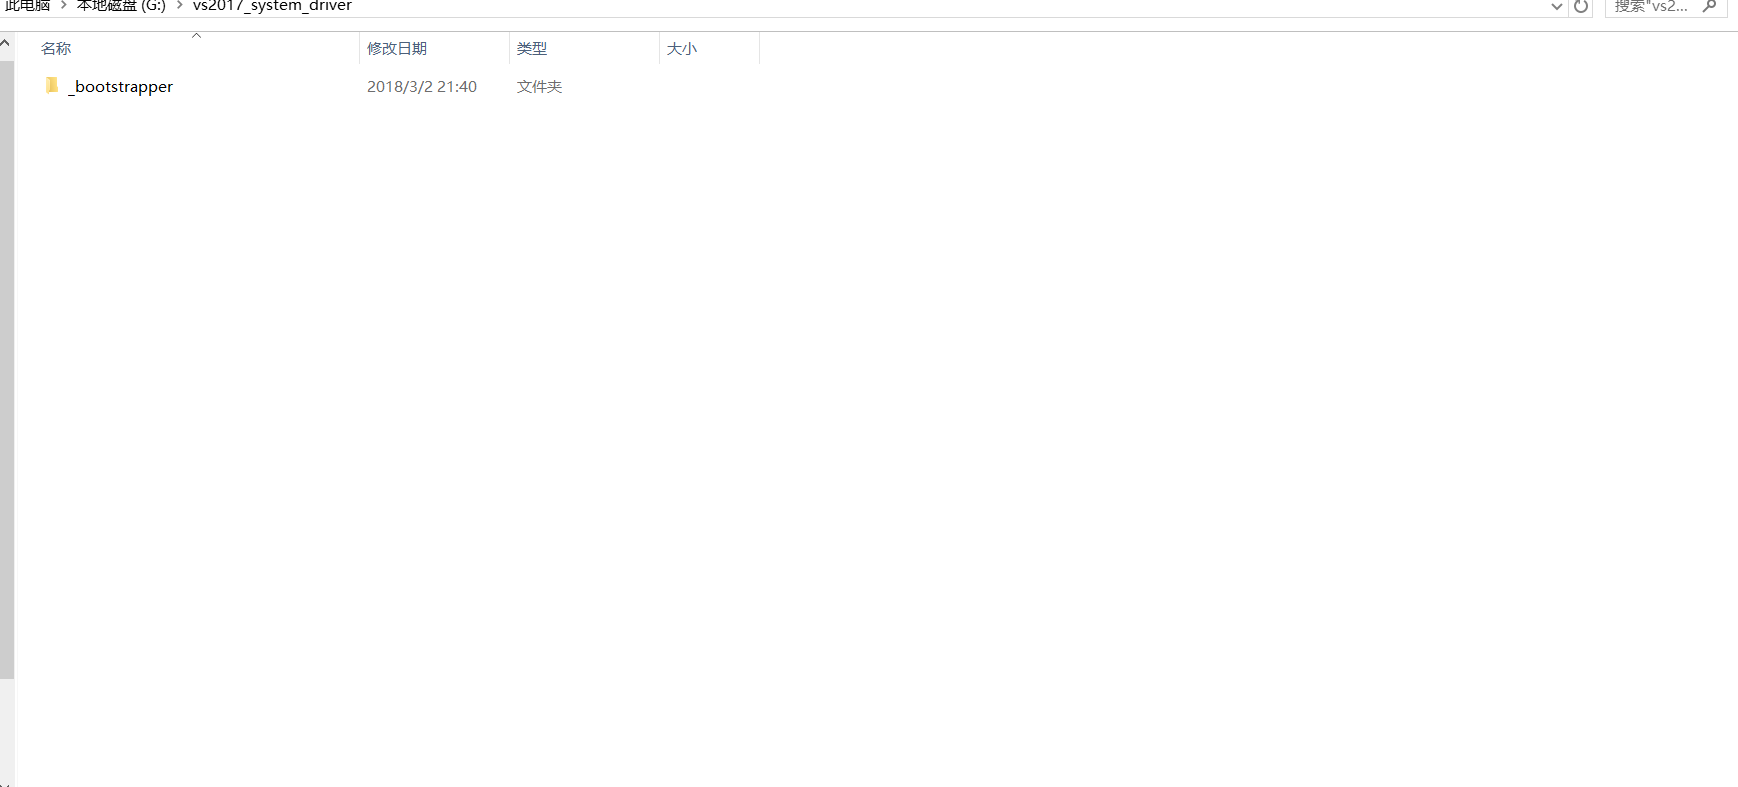 此电脑 > 本地磁盘 (G:) > vs2017_system_driver
搜索"vs2...
名称 修改日期 类型 大小
_bootstrapper 2018/3/2 21:40 文件夹